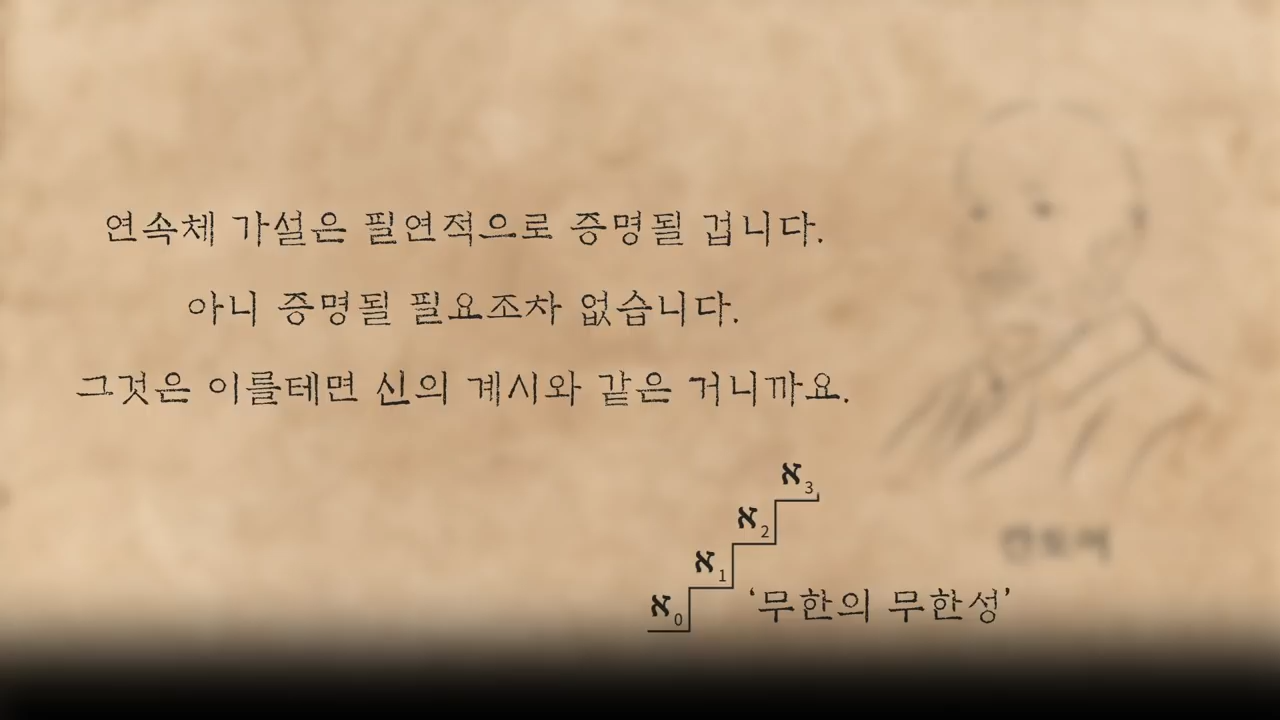 연속체 가설은 필연적으로 증명될 겁니다.
아니 증명될 필요조차 없습니다.
그것은 이를테면 신의 계시와 같은 거니까요.
ℵ3
ℵ2
ℵ1
ℵ0
‘무한의 무한성’